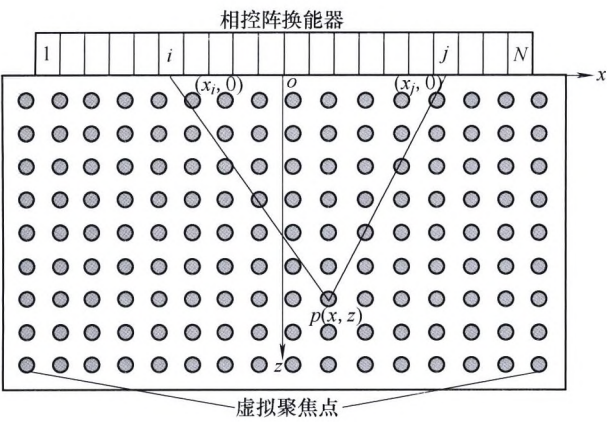 相控阵换能器
1 i j N
x
(xᵢ, 0) o (xⱼ, 0)
p(x, z)
z
虚拟聚焦点